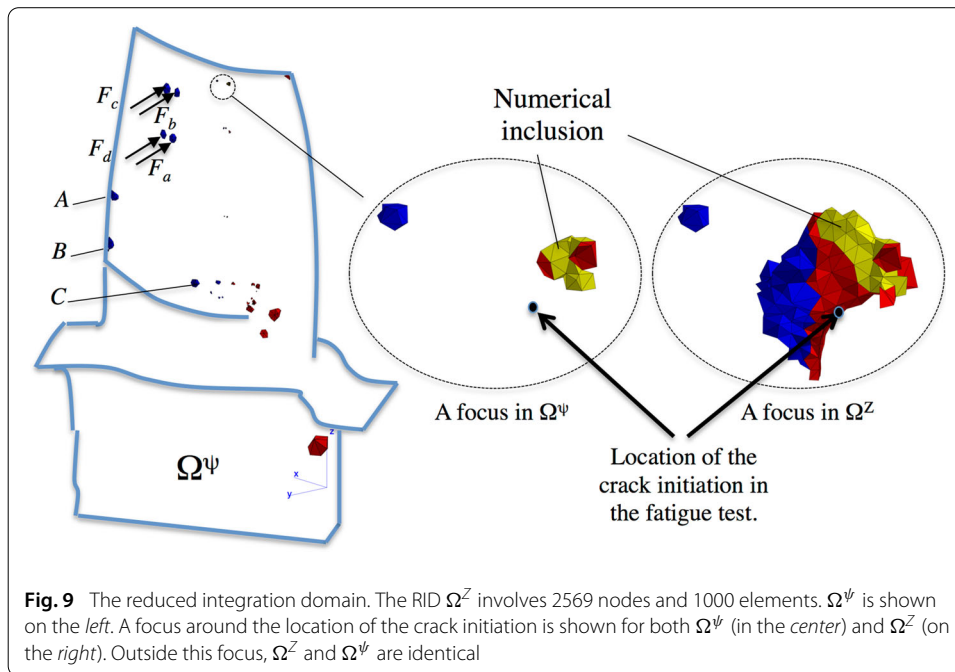 F_c
F_b
F_d
F_a
A
B
C
Numerical
inclusion
A focus in Ω^ψ
A focus in Ω^Z
Location of the
crack initiation in
the fatigue test.
Ω^ψ
z
x
y
Fig. 9 The reduced integration domain. The RID Ω^Z involves 2569 nodes and 1000 elements. Ω^ψ is shown
on the left. A focus around the location of the crack initiation is shown for both Ω^ψ (in the center) and Ω^Z (on
the right). Outside this focus, Ω^Z and Ω^ψ are identical